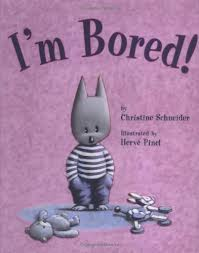 I'm Bored!
by
Christine Schneider
Illustrated by
Hervé Pinel